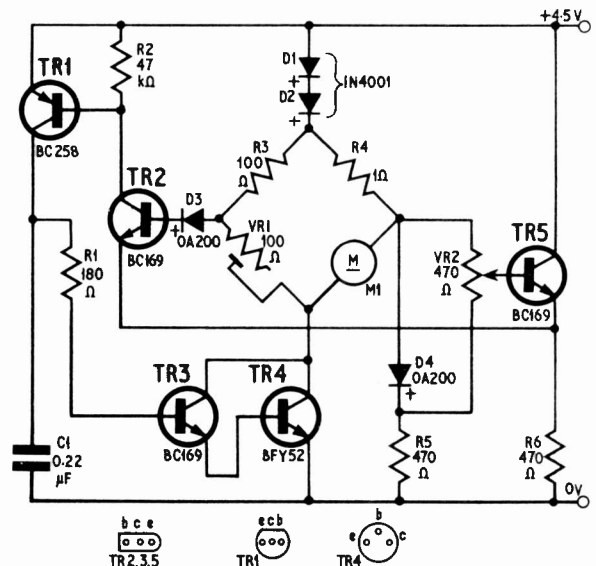 +4·5V
R2
47
kΩ
TR1
BC258
D1
+
D2
+
IN4001
R3
100
Ω
R4
1Ω
TR2
BC169
D3
+
OA200
VR1
100
Ω
M
M1
VR2
470
Ω
TR5
BC169
R1
180
Ω
TR3
BC169
TR4
BFY52
D4
OA200
+
C1
0.22
µF
R5
470
Ω
R6
470
Ω
0V
b c e
TR2,3,5
e c b
TR1
b
e c
TR4